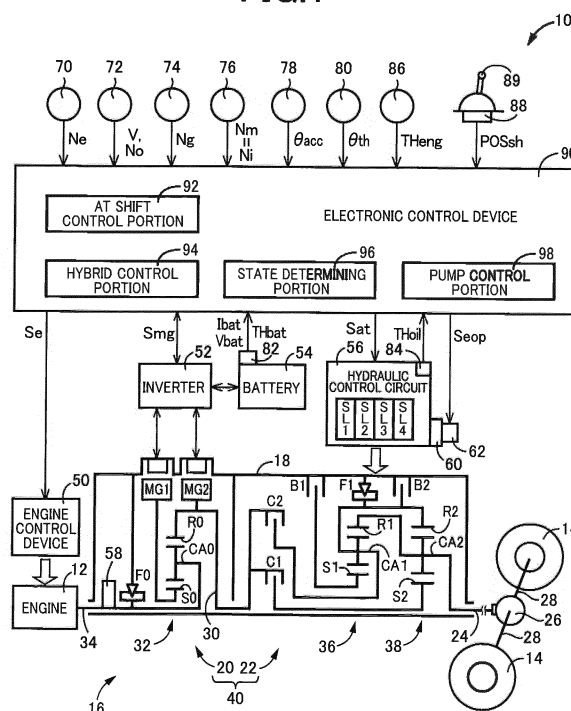 10
70
72
74
76
78
80
86
89
88
Ne
V,
No
Ng
Nm
=
Ni
θacc
θth
THeng
POSsh
92
AT SHIFT
CONTROL PORTION
ELECTRONIC CONTROL DEVICE
94
HYBRID CONTROL
PORTION
96
STATE DETERMINING
PORTION
98
PUMP CONTROL
PORTION
Se
Smg
Ibat
Vbat
THbat
Sat
THoil
Seop
52
INVERTER
82
54
BATTERY
56
84
HYDRAULIC
CONTROL CIRCUIT
SL1
SL2
SL3
SL4
60
62
50
ENGINE
CONTROL
DEVICE
18
MG1
MG2
B1
F1
B2
R0
CA0
S0
C2
C1
R1
S1
CA1
R2
CA2
S2
12
ENGINE
58
F0
34
32
30
36
38
24
26
28
28
14
20
22
40
16